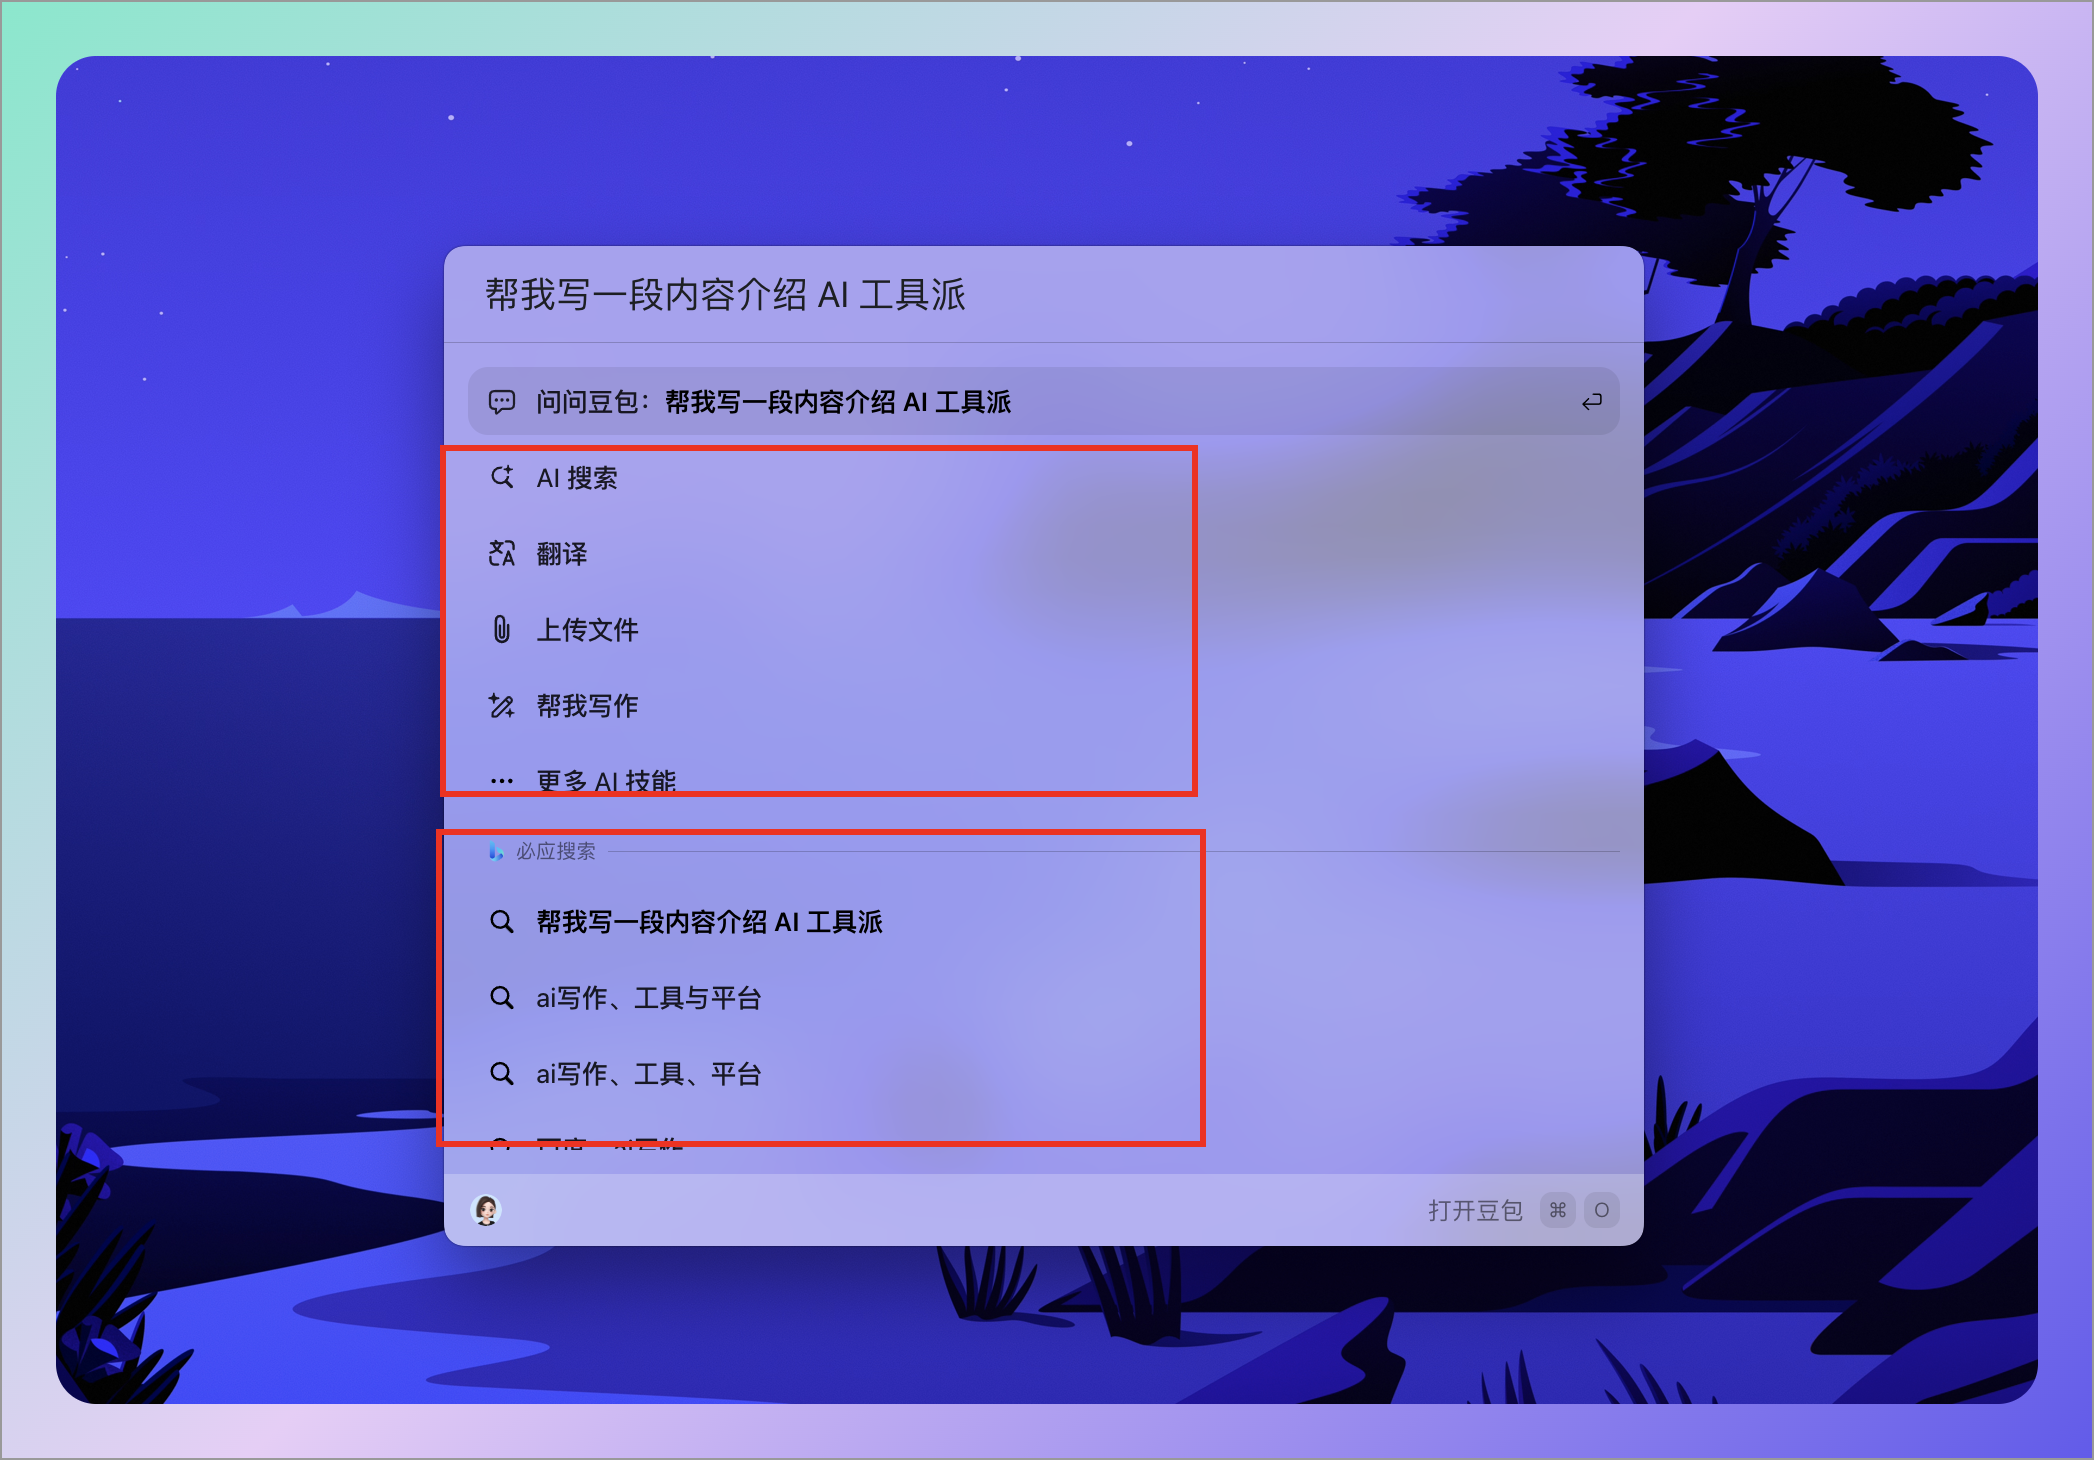 帮我写一段内容介绍 AI 工具派
问问豆包：帮我写一段内容介绍 AI 工具派
AI 搜索
翻译
上传文件
帮我写作
更多 AI 技能
必应搜索
帮我写一段内容介绍 AI 工具派
ai写作、工具与平台
ai写作、工具、平台
打开豆包 ⌘ O